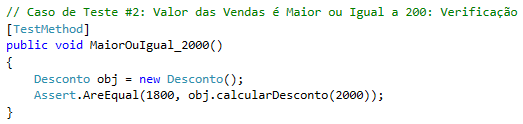 // Caso de Teste #2: Valor das Vendas é Maior ou Igual a 200: Verificação
[TestMethod]
public void MaiorOuIgual_2000()
{
Desconto obj = new Desconto();
Assert.AreEqual(1800, obj.calcularDesconto(2000));
}